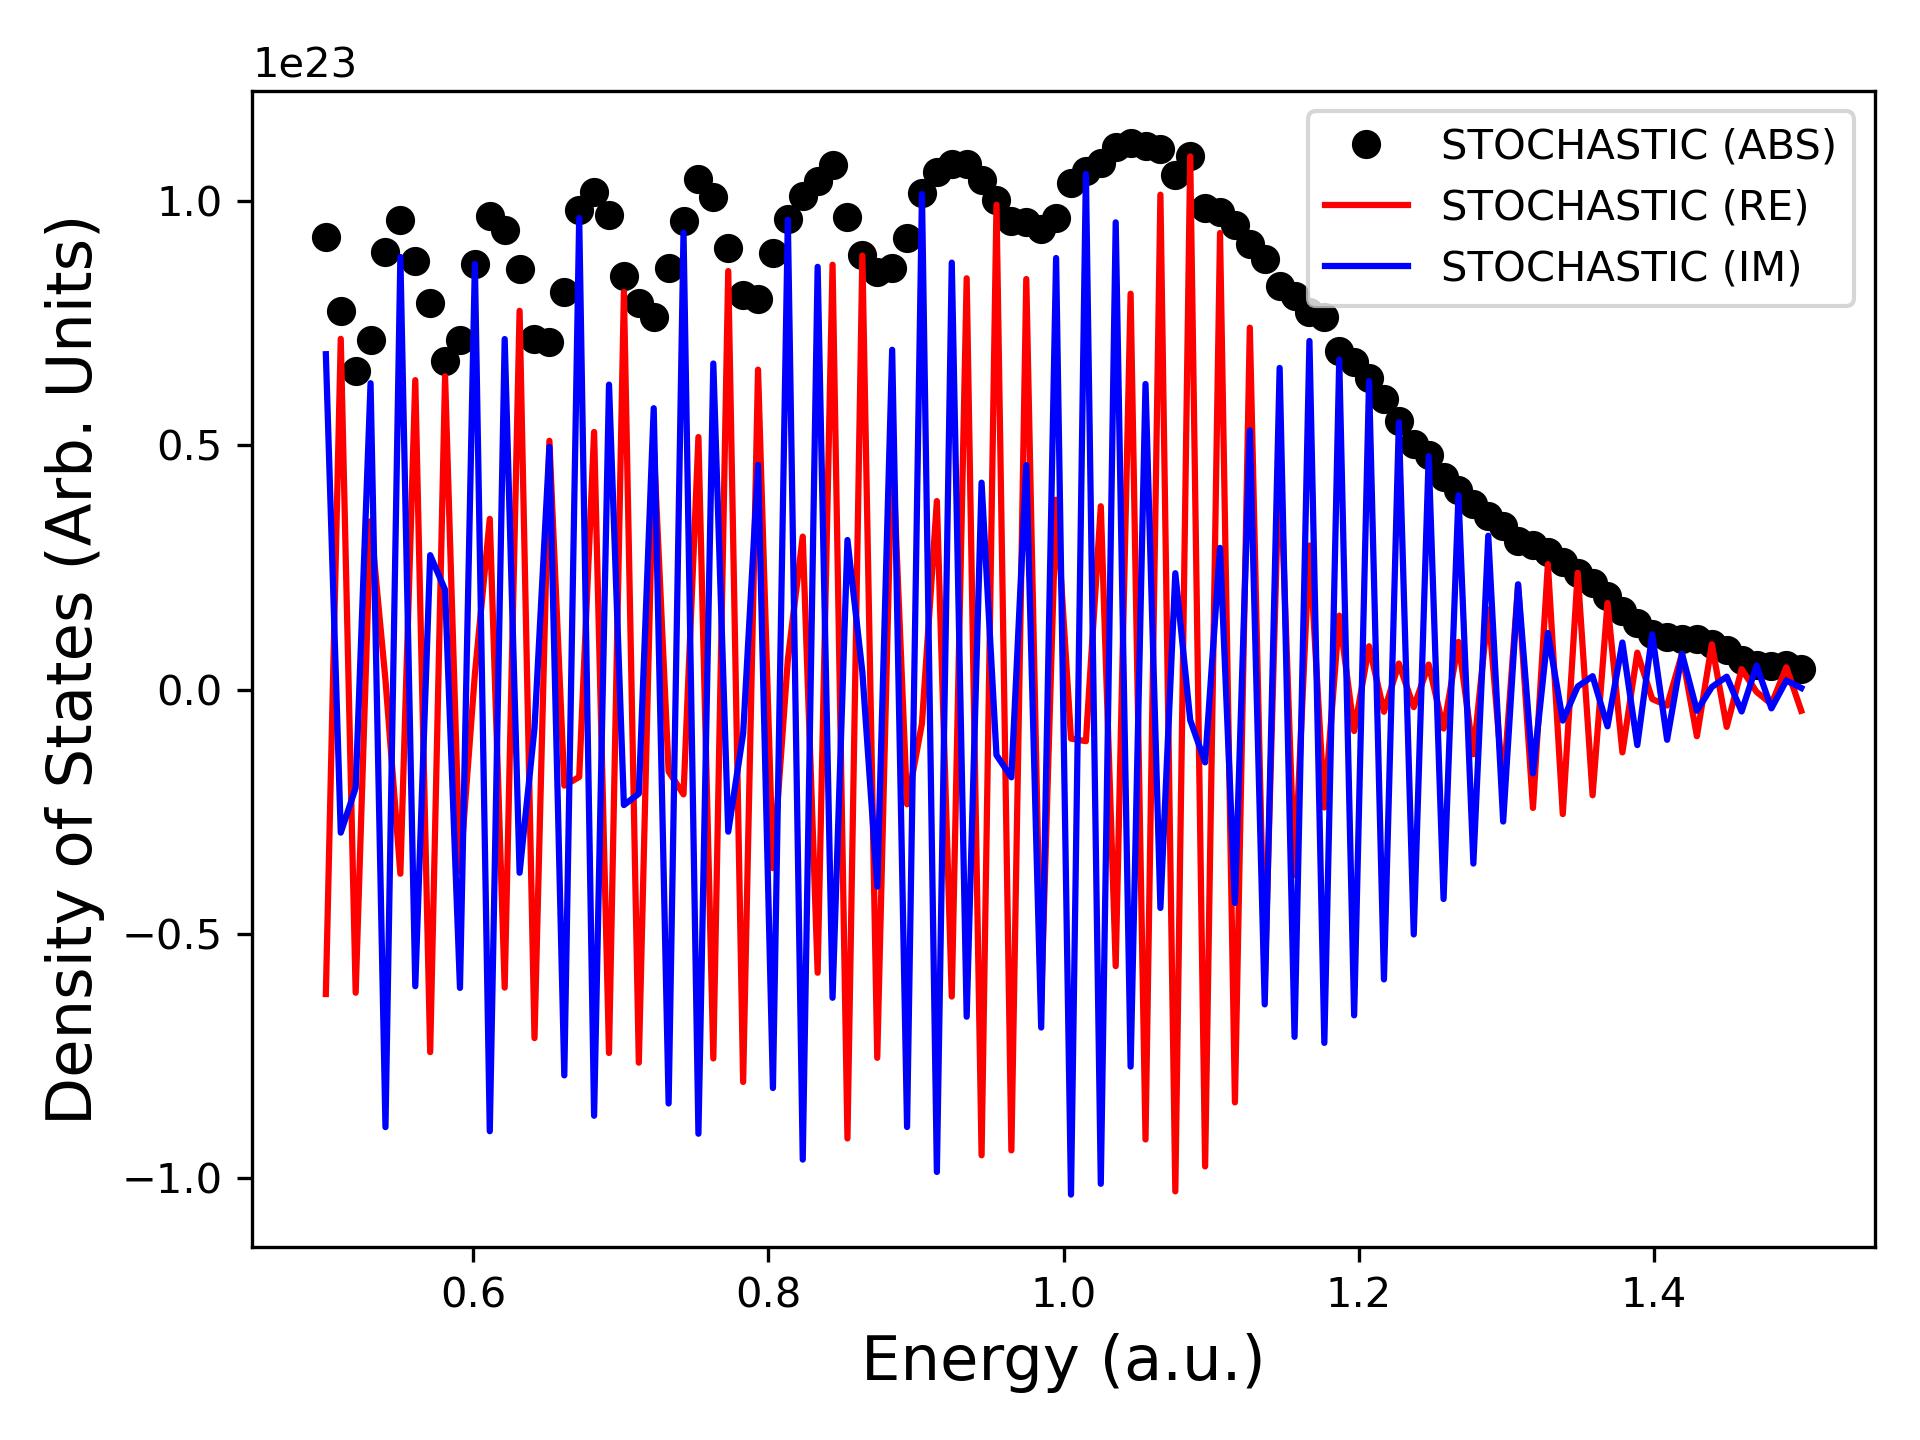 1e23
STOCHASTIC (ABS)
STOCHASTIC (RE)
STOCHASTIC (IM)
1.0
0.5
0.0
−0.5
−1.0
Density of States (Arb. Units)
0.6 0.8 1.0 1.2 1.4
Energy (a.u.)